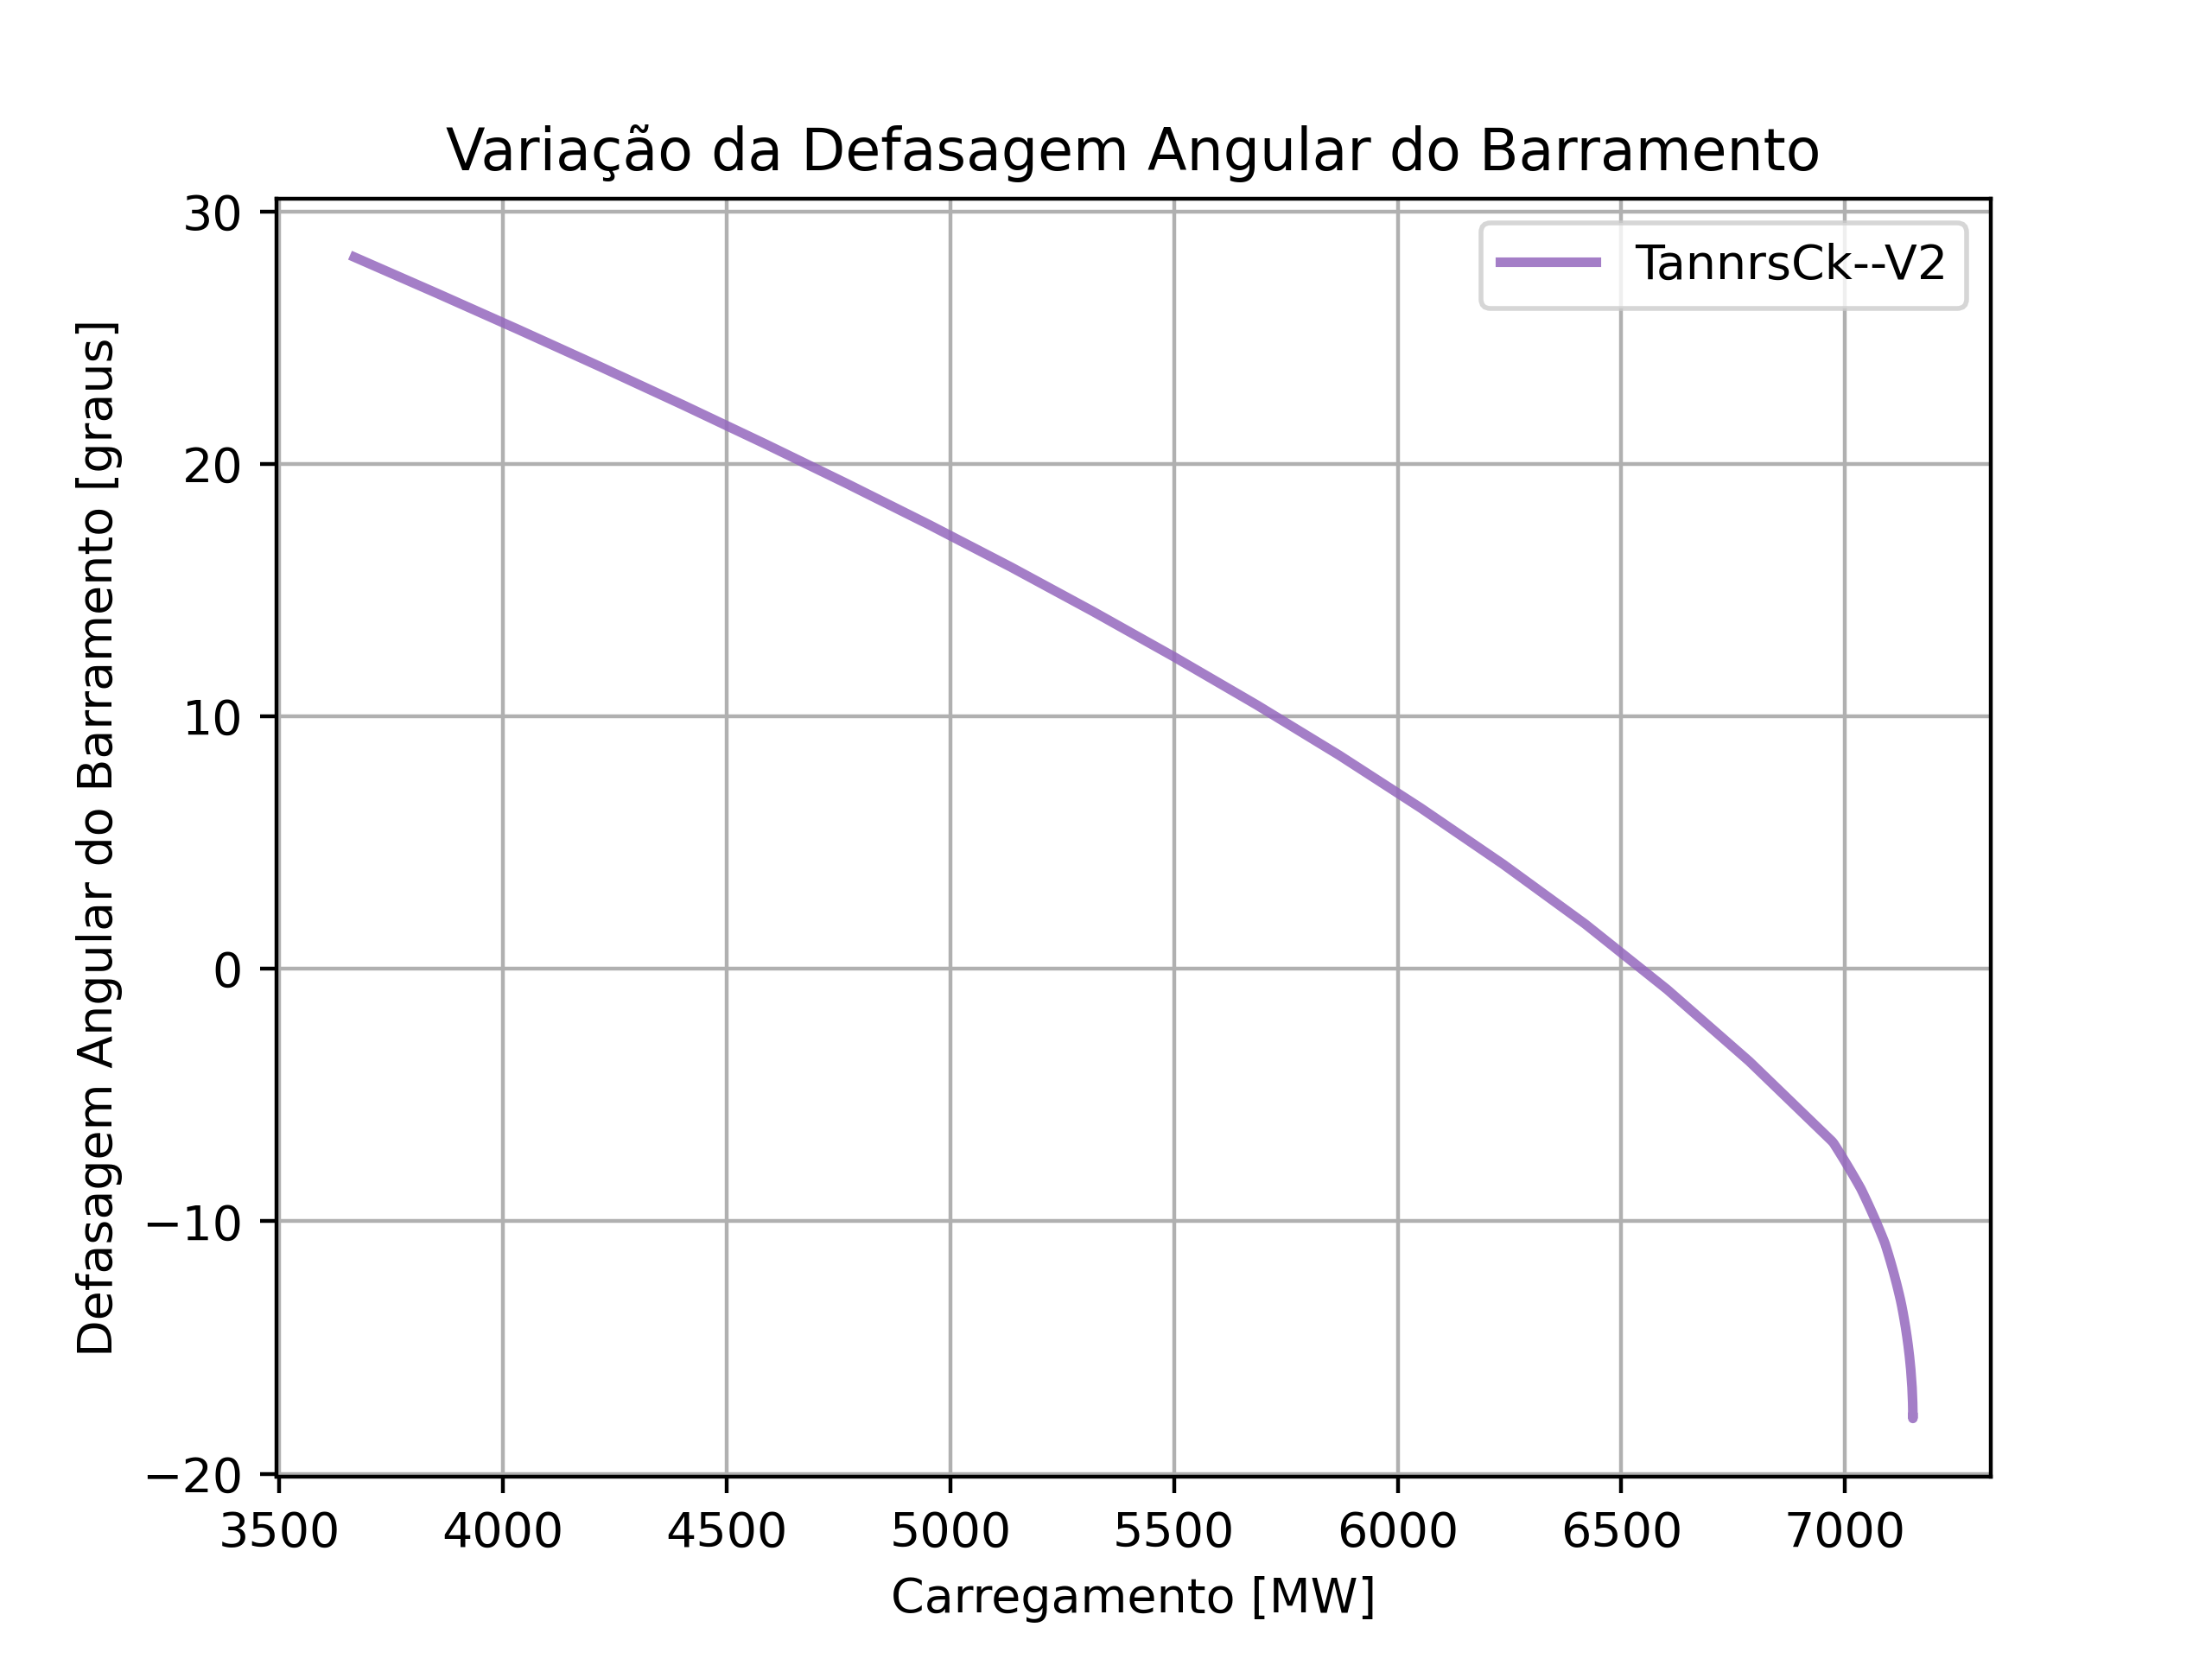 Variação da Defasagem Angular do Barramento
TannrsCk--V2
Defasagem Angular do Barramento [graus]
30
20
10
0
−10
−20
3500 4000 4500 5000 5500 6000 6500 7000
Carregamento [MW]